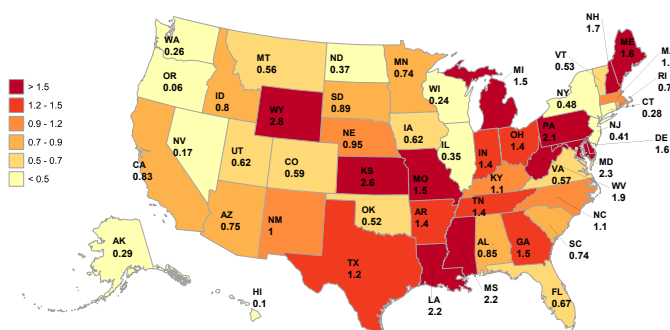 NH
1.7
WA
0.26
ME
1.6
MT
0.56
ND
0.37
MN
0.74
VT
0.53
OR
0.06
ID
0.8
WY
2.8
SD
0.89
WI
0.24
MI
1.5
NY
0.48
RI
CT
0.28
> 1.5
1.2 - 1.5
0.9 - 1.2
0.7 - 0.9
0.5 - 0.7
< 0.5
NV
0.17
UT
0.62
CO
0.59
NE
0.95
IA
0.62
IL
0.35
IN
1.4
OH
1.4
PA
2.1
NJ
0.41
DE
1.6
MD
2.3
CA
0.83
KS
2.6
MO
1.5
KY
1.1
VA
0.57
WV
1.9
AZ
0.75
NM
1
OK
0.52
AR
1.4
TN
1.4
NC
1.1
SC
0.74
TX
1.2
LA
2.2
MS
2.2
AL
0.85
GA
1.5
FL
0.67
AK
0.29
HI
0.1